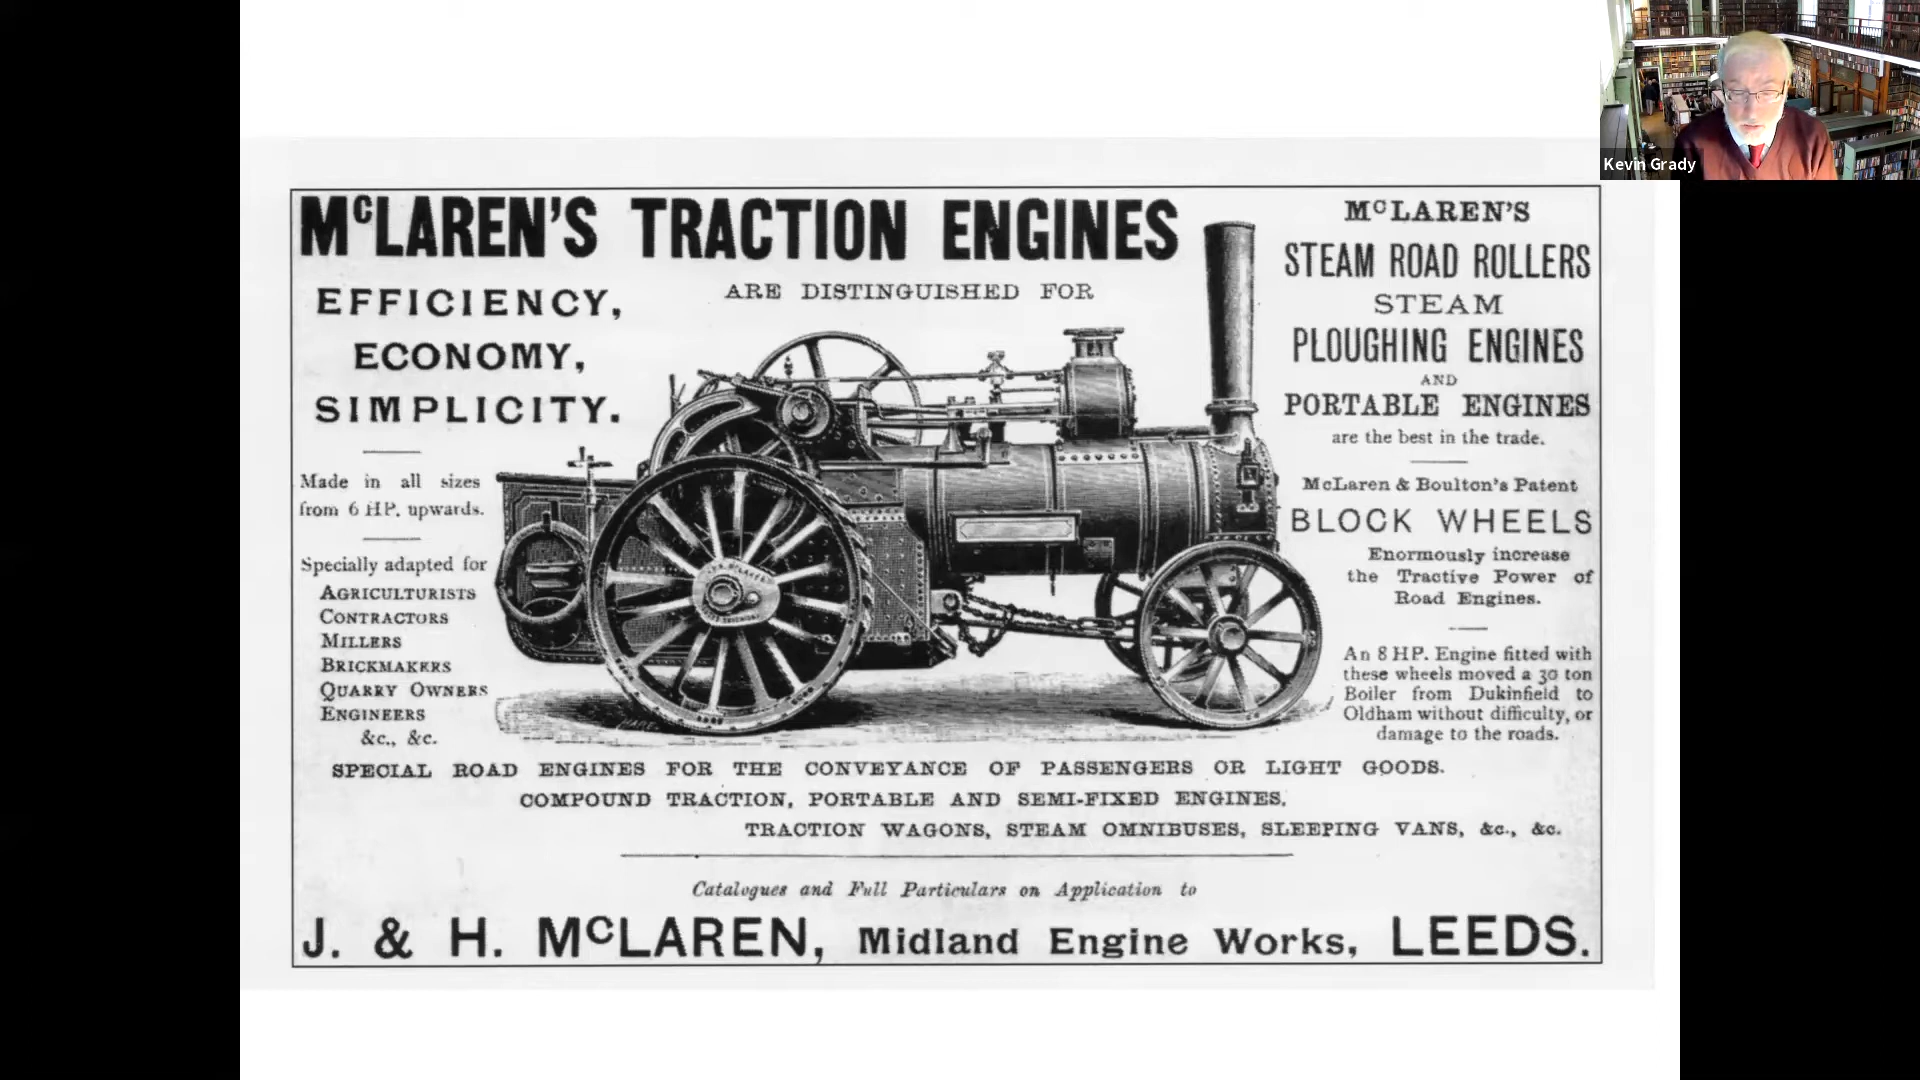 McLAREN'S TRACTION ENGINES
ARE DISTINGUISHED FOR
EFFICIENCY,
ECONOMY,
SIMPLICITY.
Made in all sizes
from 6 HP. upwards.
Specially adapted for
AGRICULTURISTS
CONTRACTORS
MILLERS
BRICKMAKERS
QUARRY OWNERS
ENGINEERS
&c., &c.
McLAREN'S
STEAM ROAD ROLLERS
STEAM
PLOUGHING ENGINES
AND
PORTABLE ENGINES
are the best in the trade.
McLaren & Boulton's Patent
BLOCK WHEELS
Enormously increase
the Tractive Power of
Road Engines.
An 8 HP. Engine fitted with
these wheels moved a 30 ton
Boiler from Dukinfield to
Oldham without difficulty, or
damage to the roads.
SPECIAL ROAD ENGINES FOR THE CONVEYANCE OF PASSENGERS OR LIGHT GOODS.
COMPOUND TRACTION, PORTABLE AND SEMI-FIXED ENGINES,
TRACTION WAGONS, STEAM OMNIBUSES, SLEEPING VANS, &c., &c.
Catalogues and Full Particulars on Application to
J. & H. McLAREN, Midland Engine Works, LEEDS.
Kevin Grady